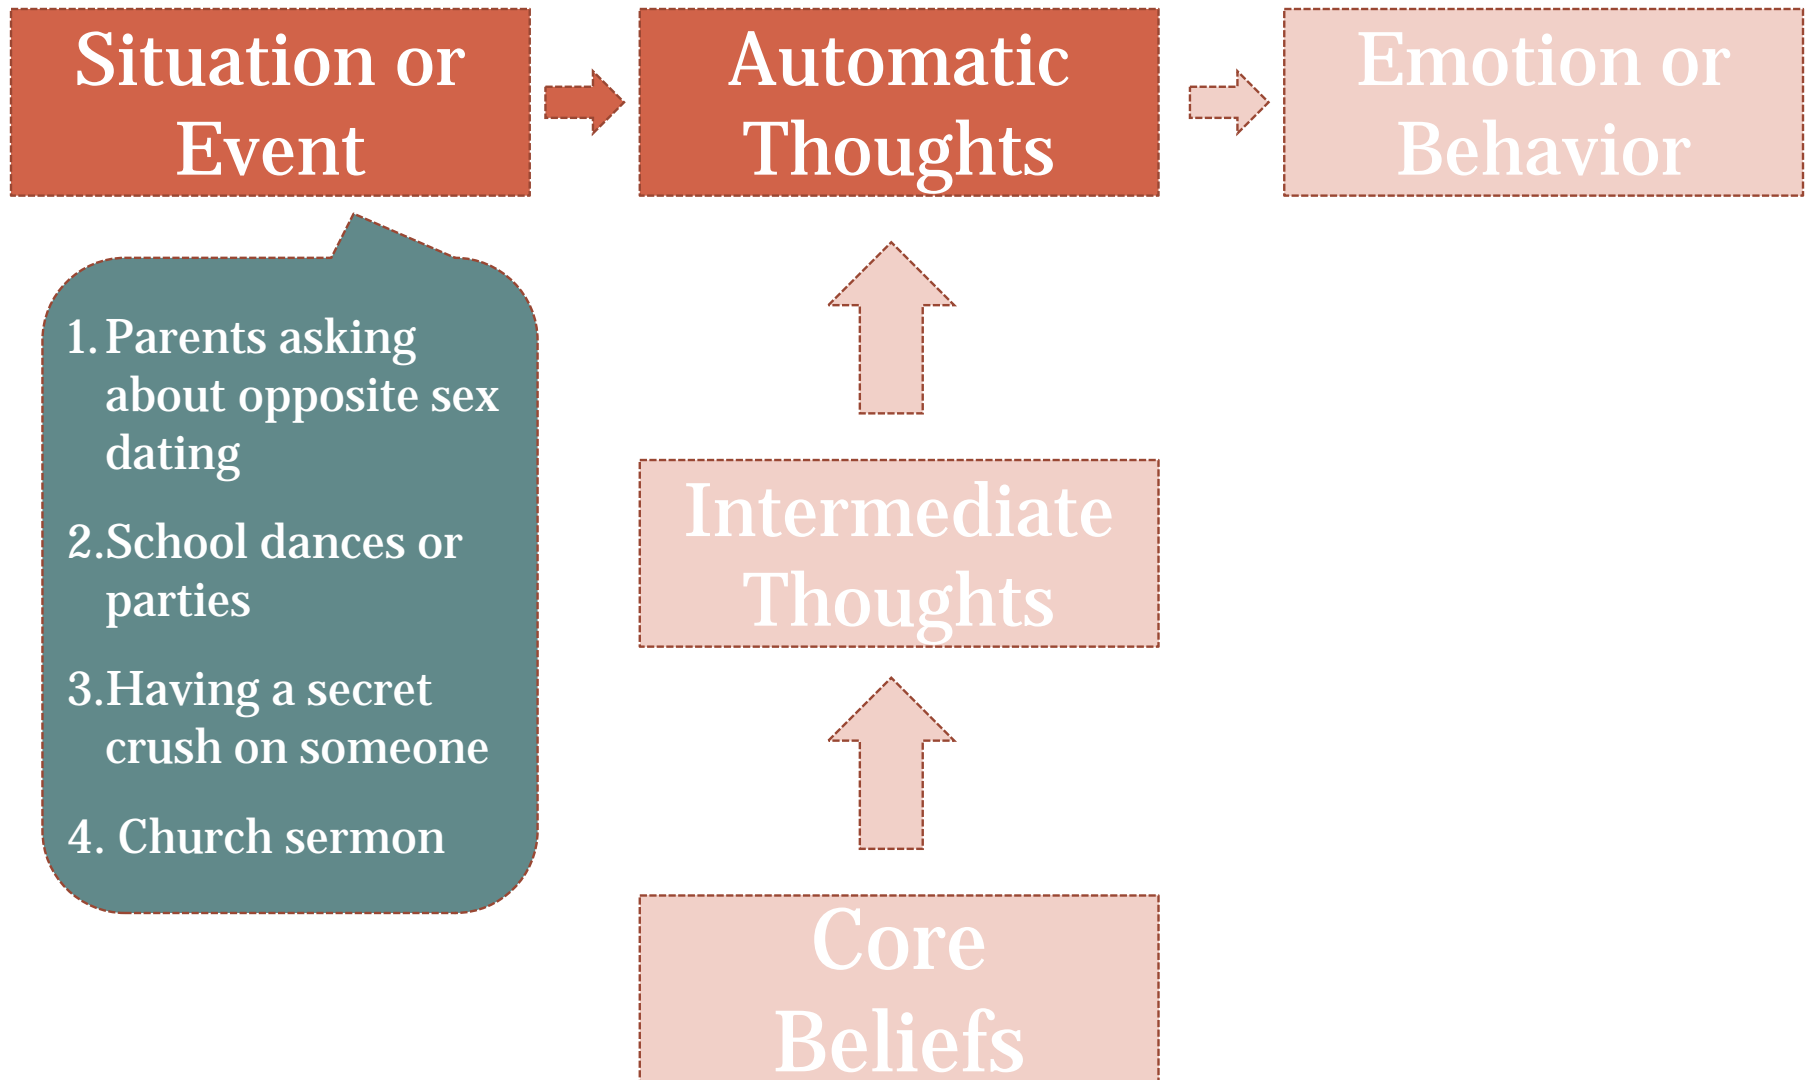 Situation or
Event
Automatic
Thoughts
Emotion or
Behavior
1. Parents asking
about opposite sex
dating
2.School dances or
parties
3.Having a secret
crush on someone
4. Church sermon
Intermediate
Thoughts
Core
Beliefs